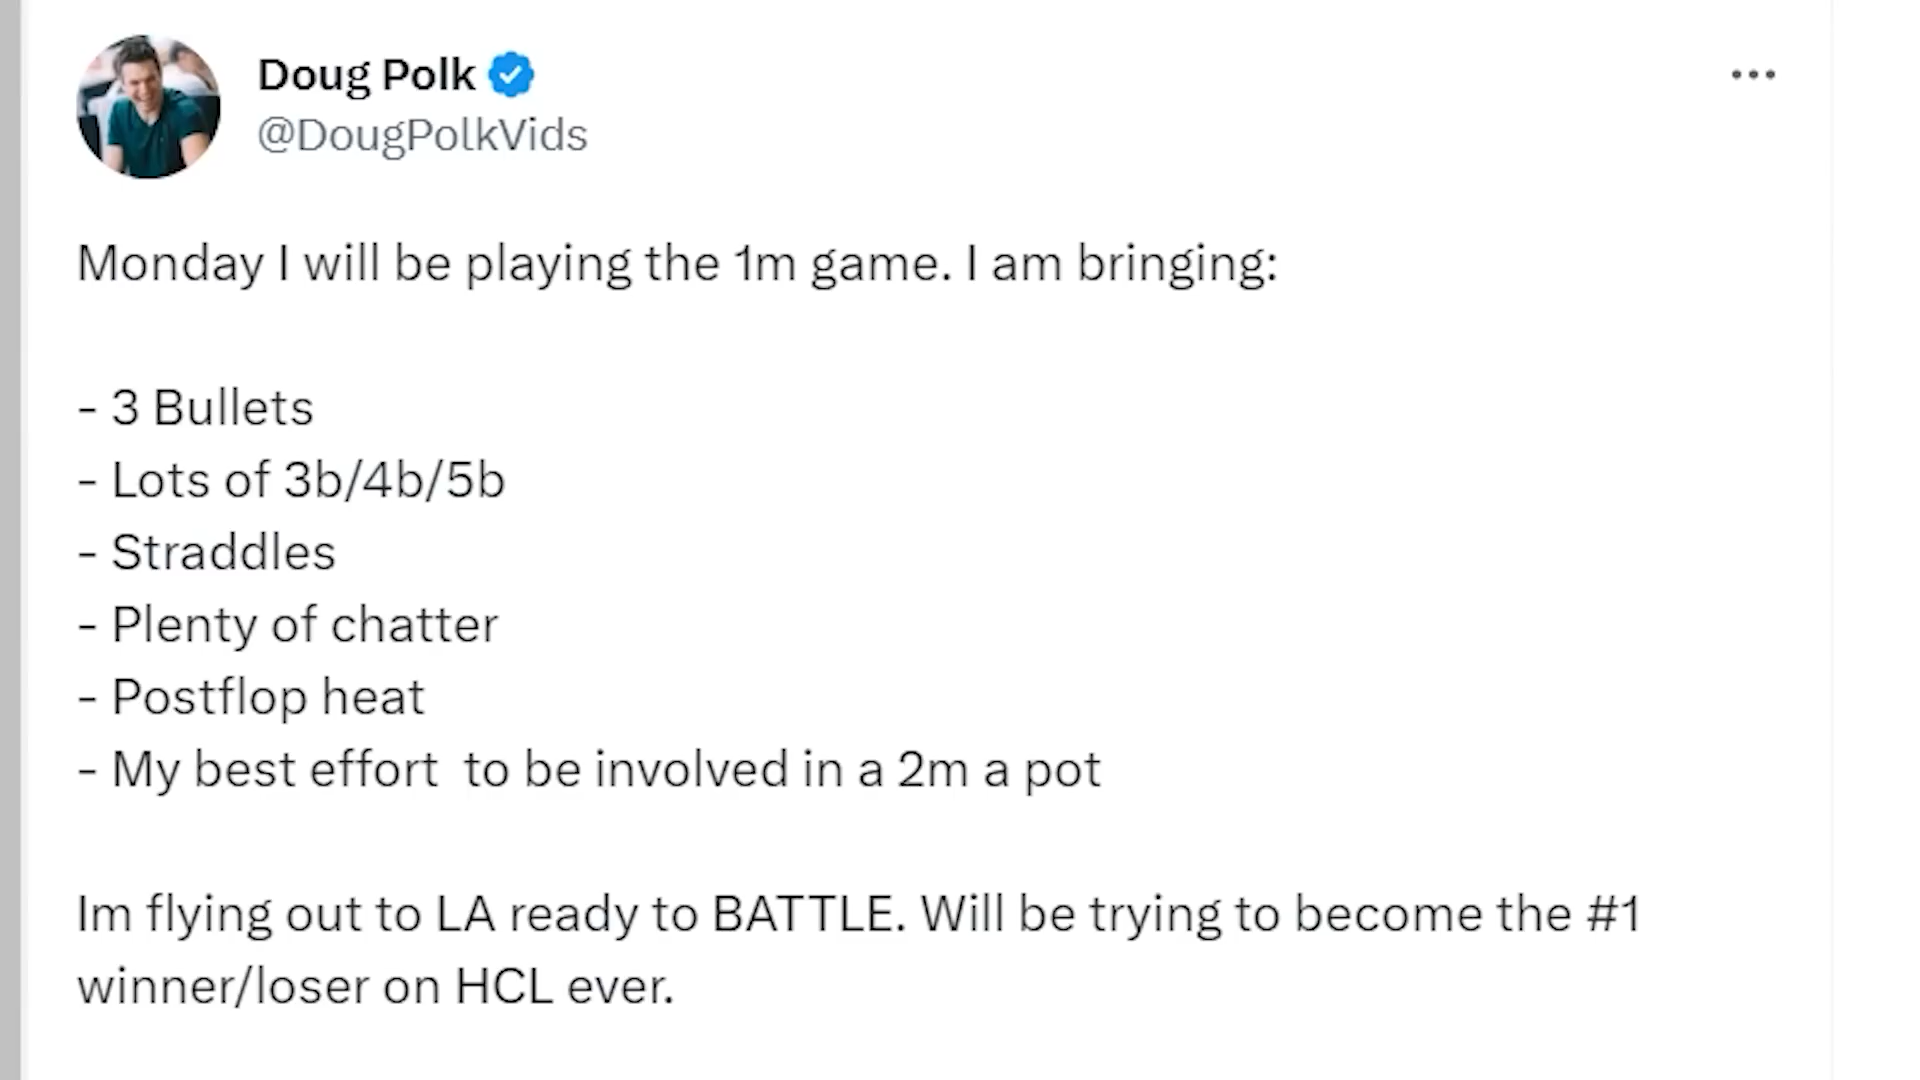 Doug Polk
@DougPolkVids
Monday I will be playing the 1m game. I am bringing:
- 3 Bullets
- Lots of 3b/4b/5b
- Straddles
- Plenty of chatter
- Postflop heat
- My best effort  to be involved in a 2m a pot
Im flying out to LA ready to BATTLE. Will be trying to become the #1
winner/loser on HCL ever.